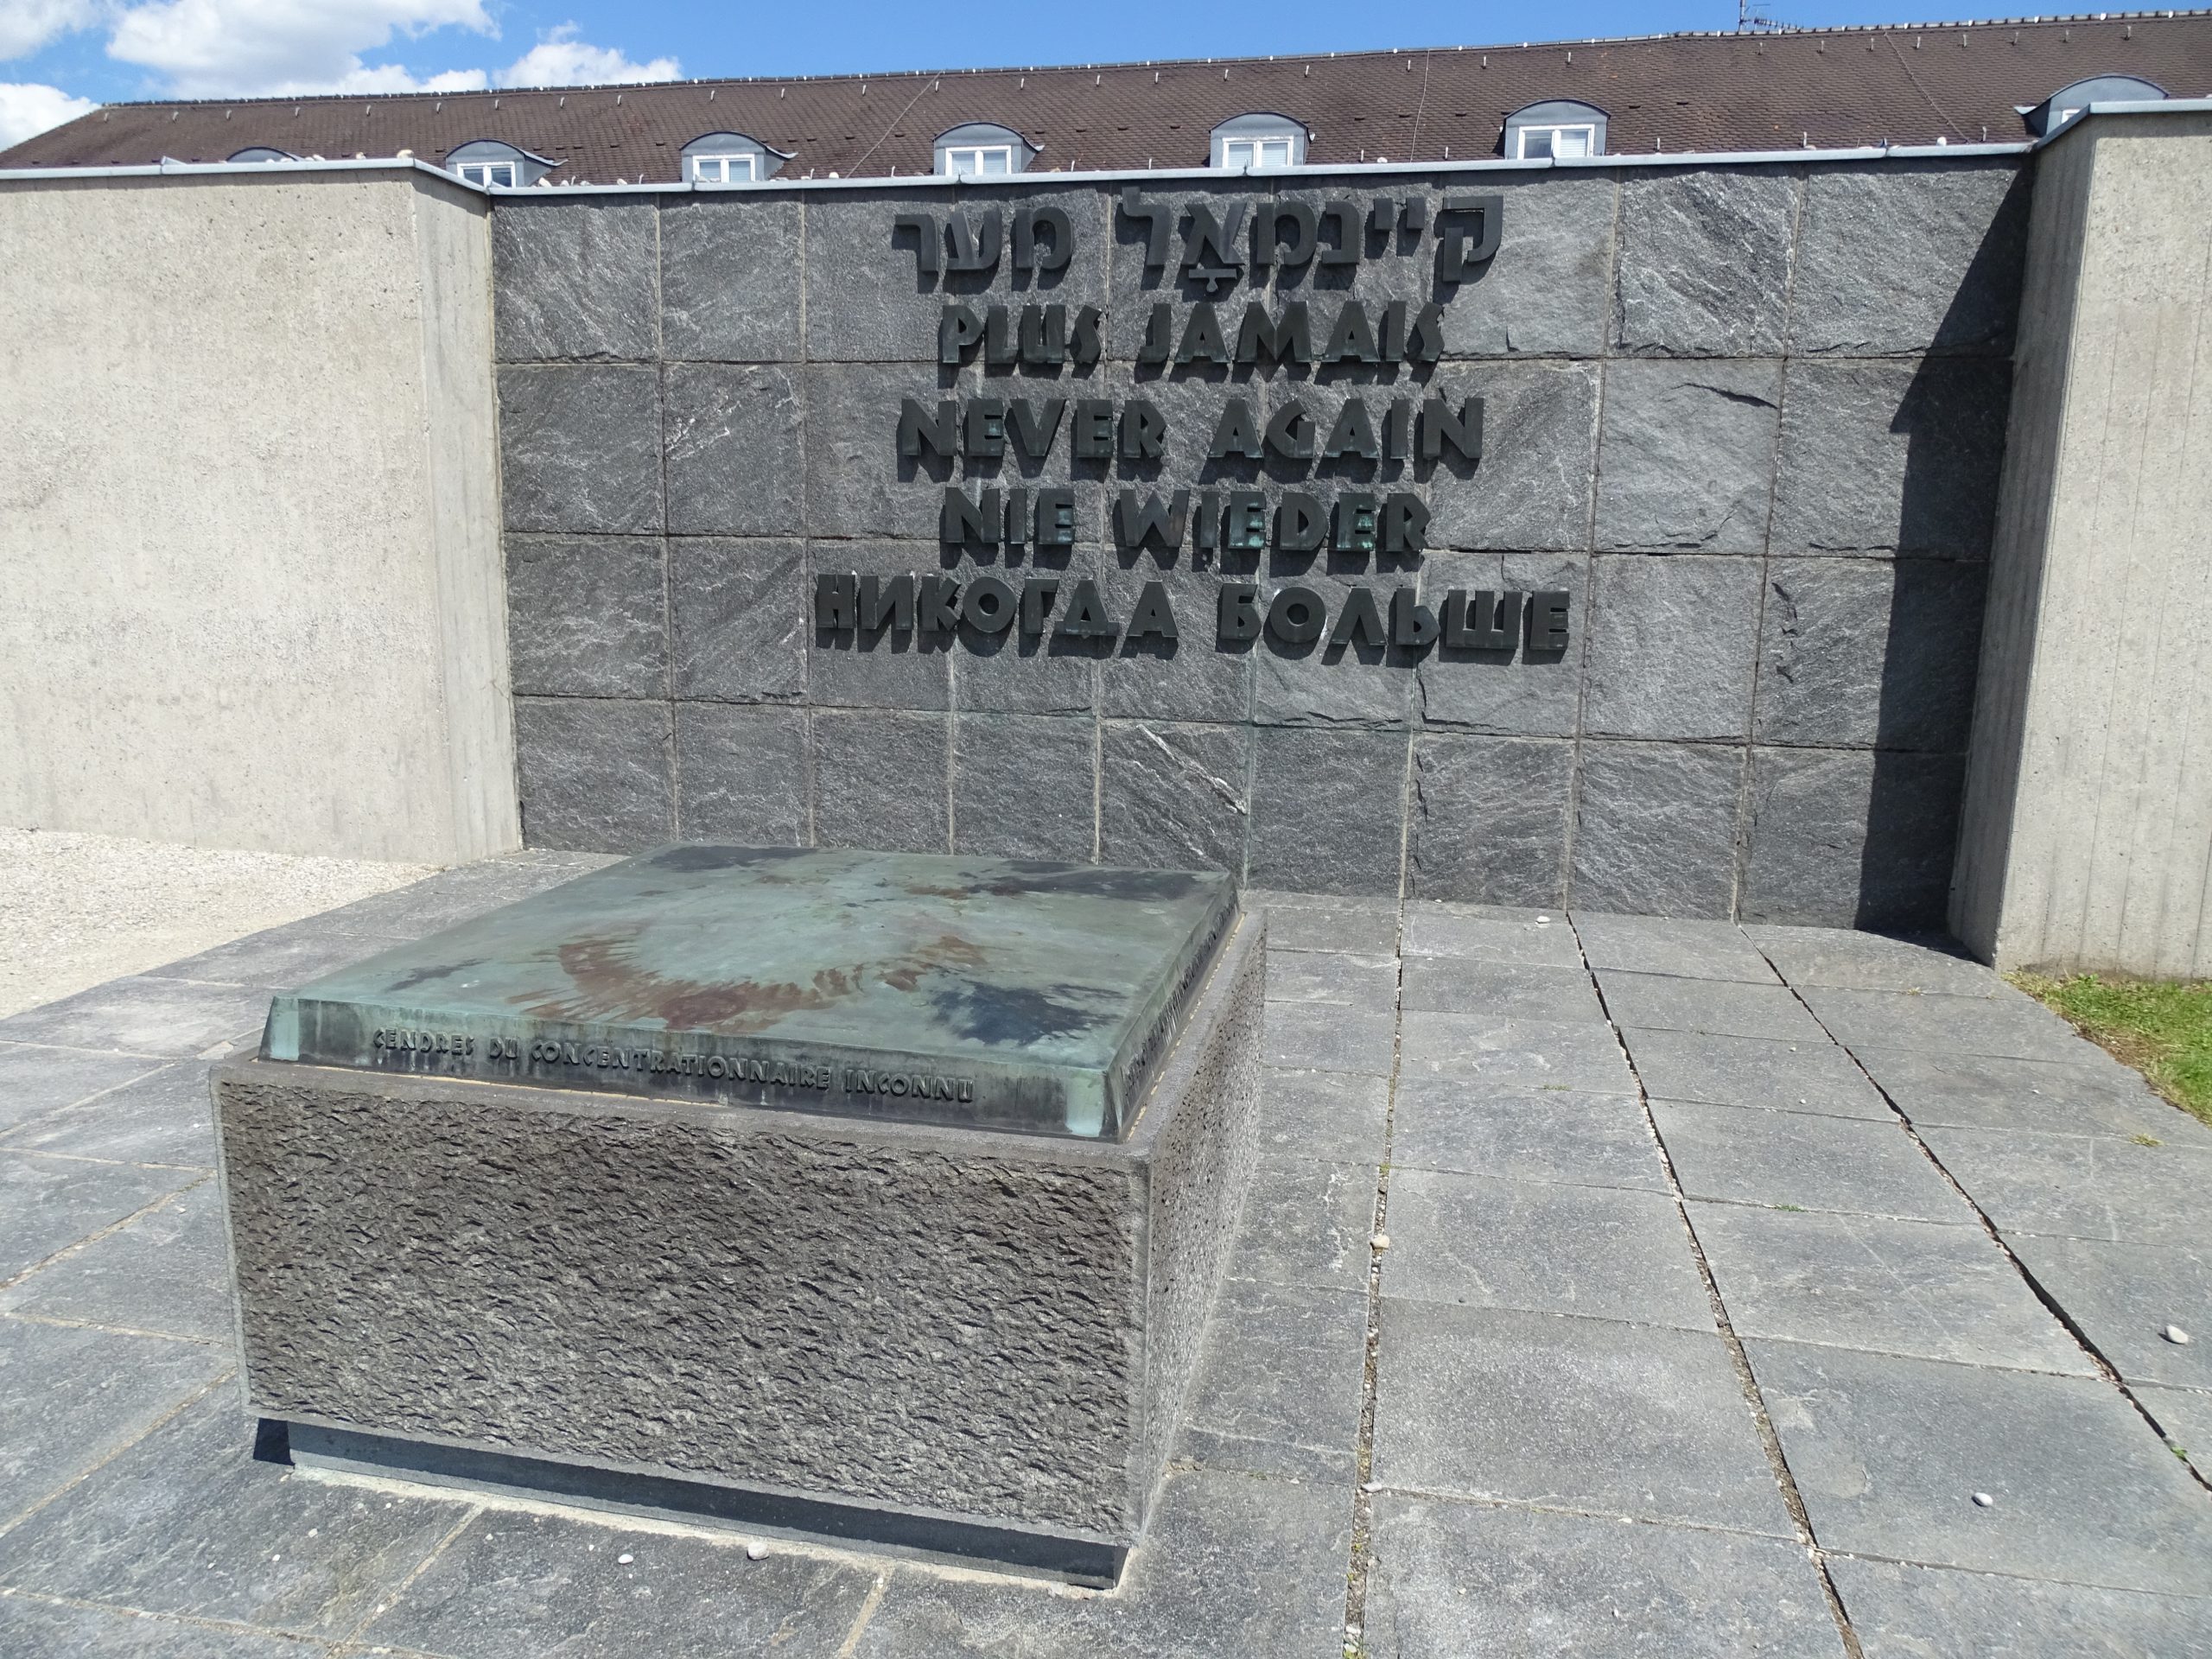 קיינמאָל מער
PLUS JAMAIS
NEVER AGAIN
NIE WIEDER
НИКОГДА БОЛЬШЕ
CENDRES DU CONCENTRATIONNAIRE INCONNU